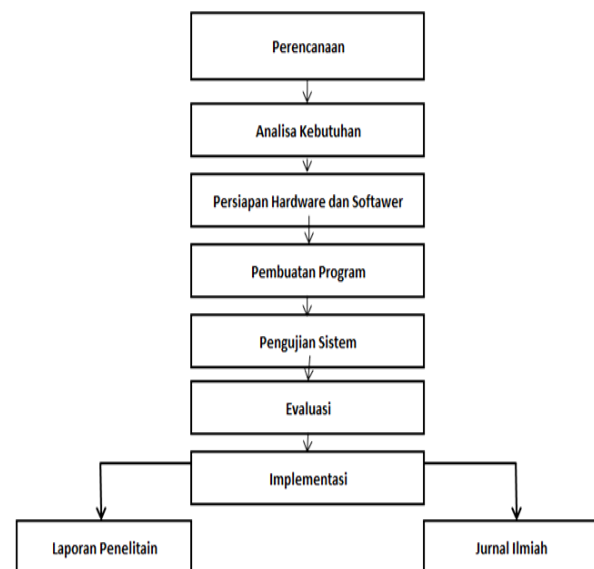 Perencanaan
Analisa Kebutuhan
Persiapan Hardware dan Softawer
Pembuatan Program
Pengujian Sistem
Evaluasi
Implementasi
Laporan Penelitain
Jurnal Ilmiah